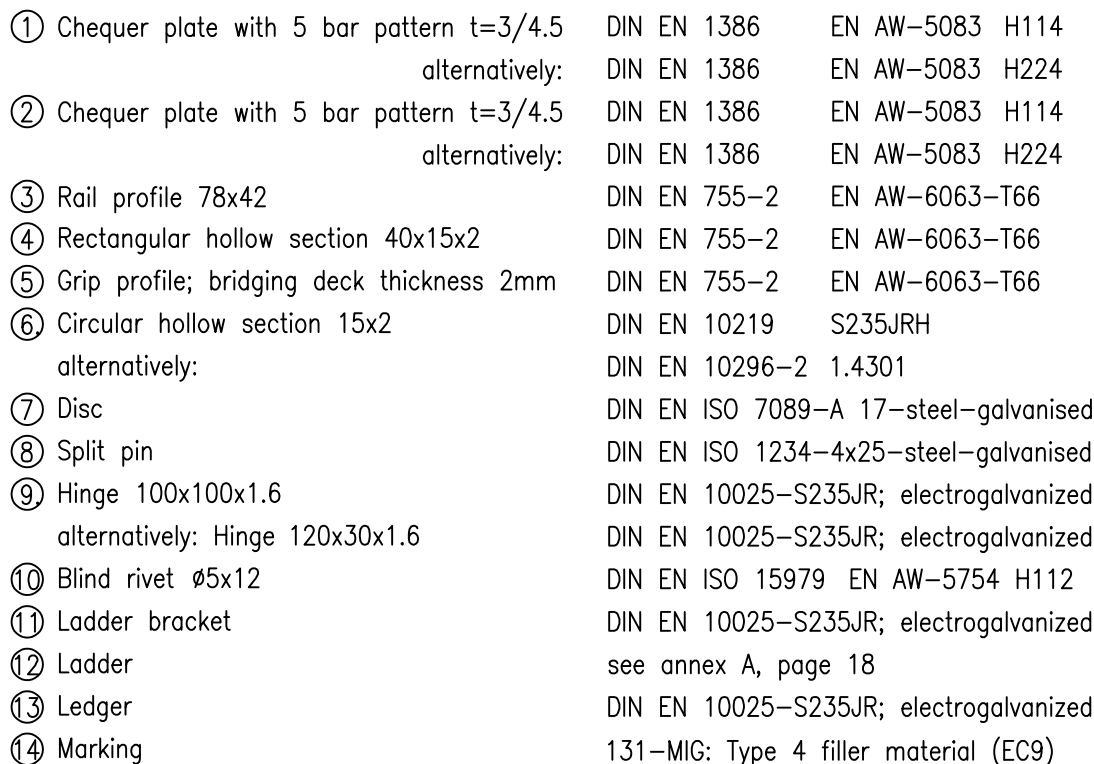 1 Chequer plate with 5 bar pattern t=3/4.5 DIN EN 1386 EN AW-5083 H114
alternatively: DIN EN 1386 EN AW-5083 H224
2 Chequer plate with 5 bar pattern t=3/4.5 DIN EN 1386 EN AW-5083 H114
alternatively: DIN EN 1386 EN AW-5083 H224
3 Rail profile 78x42 DIN EN 755-2 EN AW-6063-T66
4 Rectangular hollow section 40x15x2 DIN EN 755-2 EN AW-6063-T66
5 Grip profile; bridging deck thickness 2mm DIN EN 755-2 EN AW-6063-T66
6. Circular hollow section 15x2 DIN EN 10219 S235JRH
alternatively: DIN EN 10296-2 1.4301
7 Disc DIN EN ISO 7089-A 17-steel-galvanised
8 Split pin DIN EN ISO 1234-4x25-steel-galvanised
9. Hinge 100x100x1.6 DIN EN 10025-S235JR; electrogalvanized
alternatively: Hinge 120x30x1.6 DIN EN 10025-S235JR; electrogalvanized
10 Blind rivet ø5x12 DIN EN ISO 15979 EN AW-5754 H112
11 Ladder bracket DIN EN 10025-S235JR; electrogalvanized
12 Ladder see annex A, page 18
13 Ledger DIN EN 10025-S235JR; electrogalvanized
14 Marking 131-MIG: Type 4 filler material (EC9)